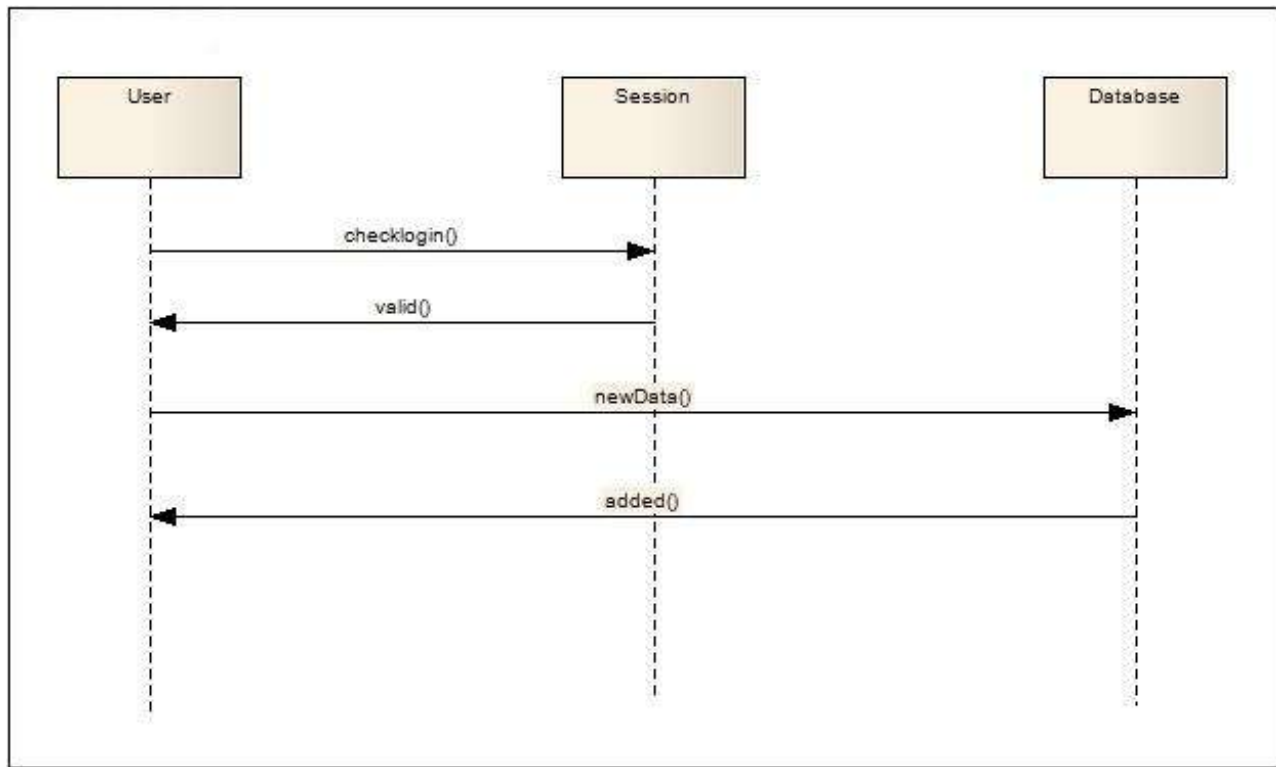 User
Session
Database
checklogin()
valid()
newData()
added()